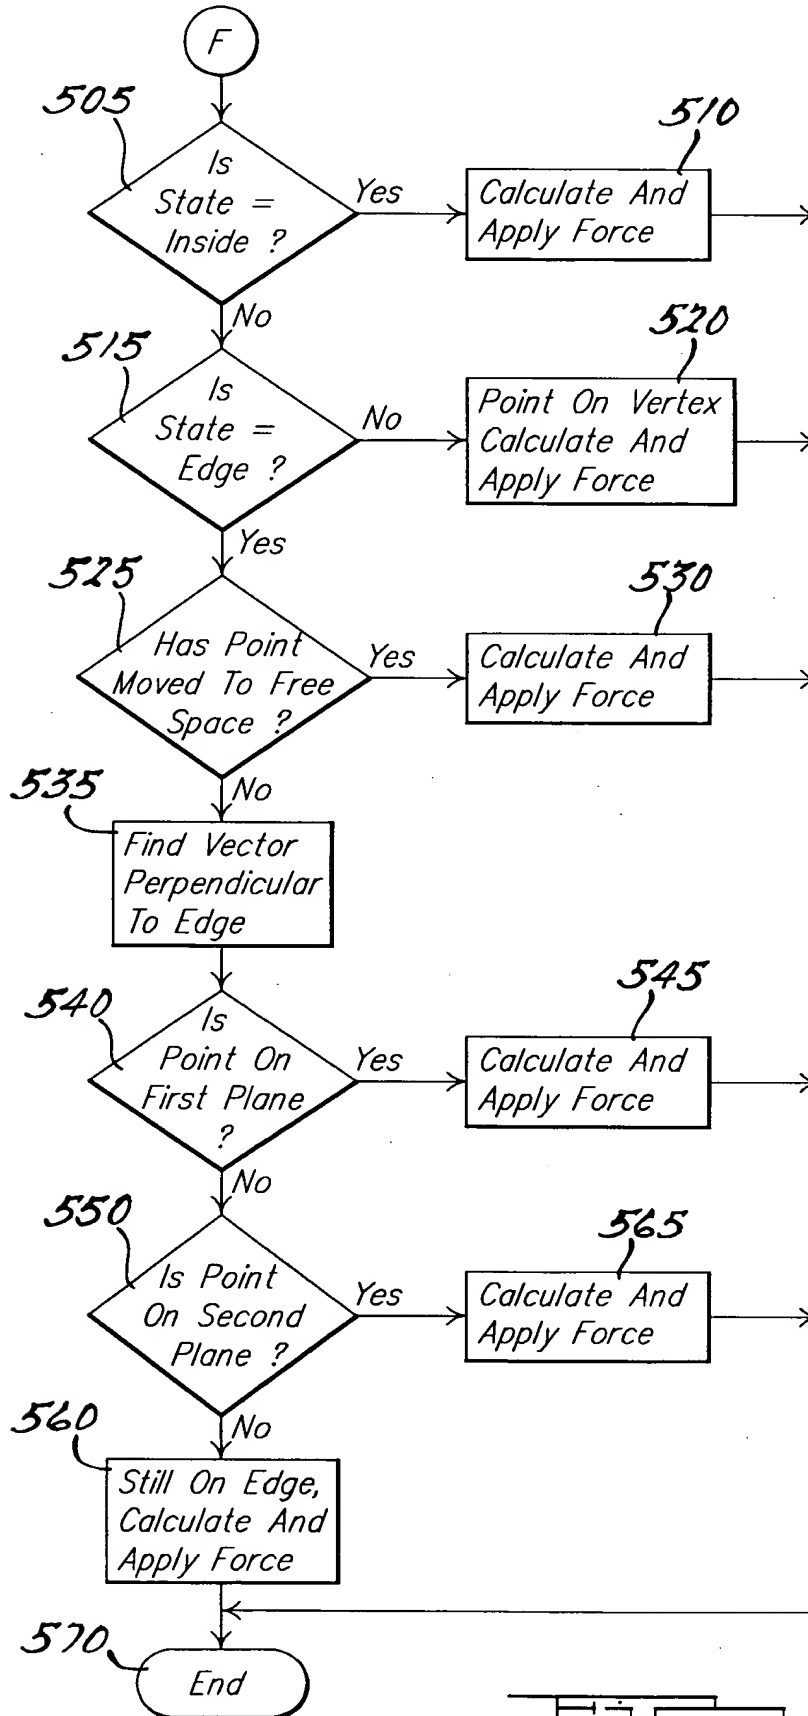 F
505
Is
State =
Inside ?
Yes
510
Calculate And
Apply Force
No
515
Is
State =
Edge ?
No
520
Point On Vertex
Calculate And
Apply Force
Yes
525
Has Point
Moved To Free
Space ?
Yes
530
Calculate And
Apply Force
No
535
Find Vector
Perpendicular
To Edge
540
Is
Point On
First Plane
?
Yes
545
Calculate And
Apply Force
No
550
Is Point
On Second
Plane ?
Yes
565
Calculate And
Apply Force
No
560
Still On Edge,
Calculate And
Apply Force
570
End